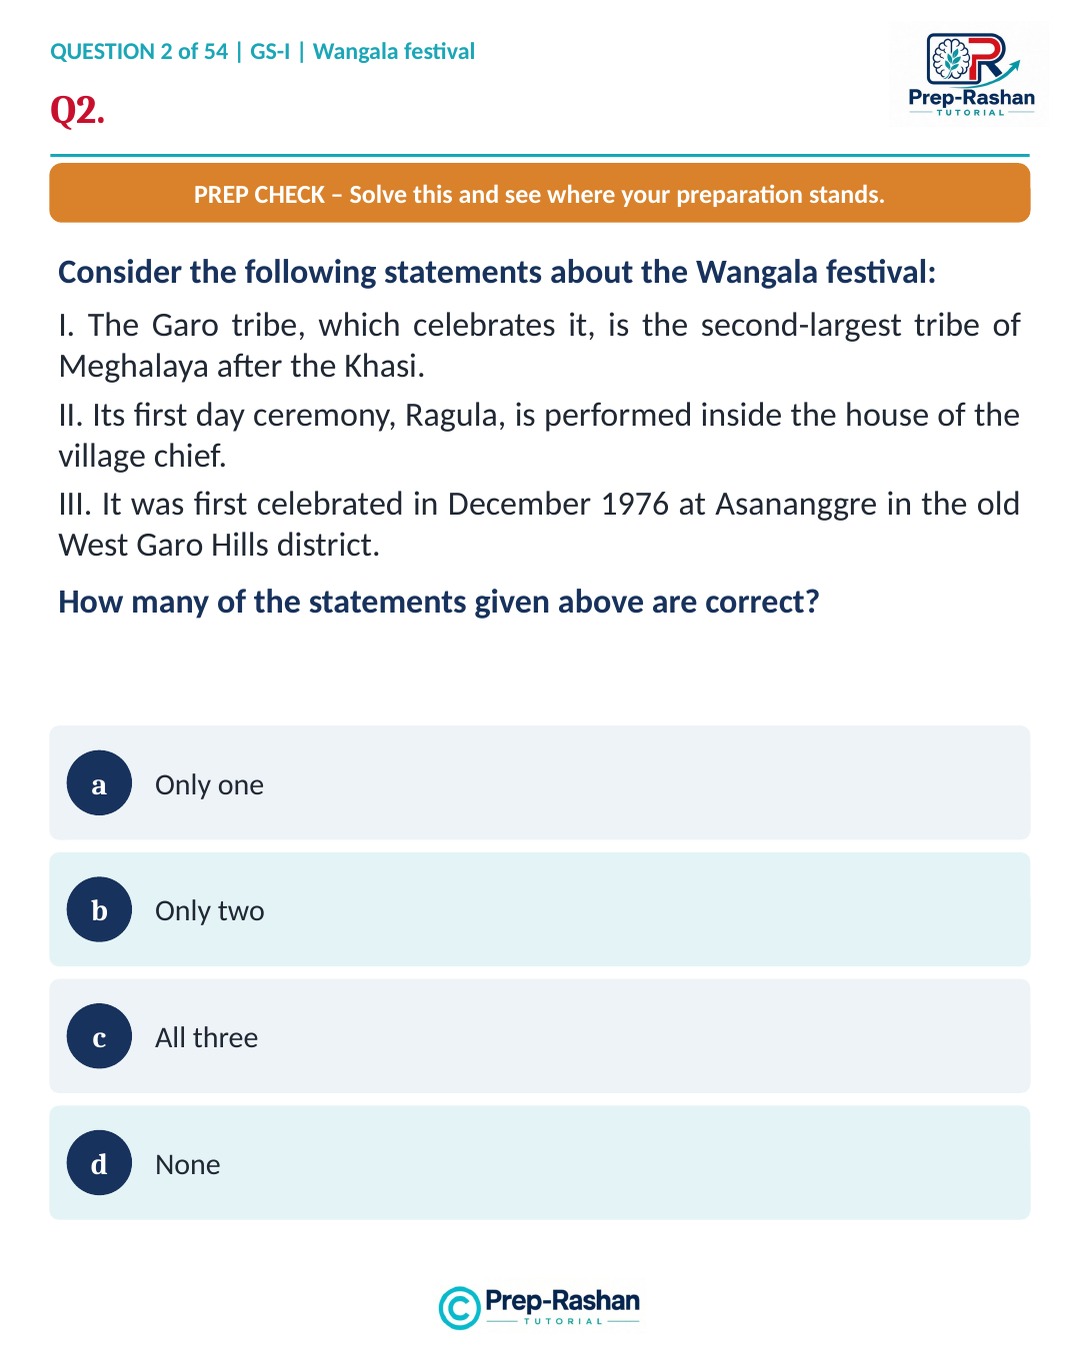 QUESTION 2 of 54 | GS-I | Wangala festival
Prep-Rashan
TUTORIAL
Q2.
PREP CHECK – Solve this and see where your preparation stands.
Consider the following statements about the Wangala festival:
I. The Garo tribe, which celebrates it, is the second-largest tribe of
Meghalaya after the Khasi.
II. Its first day ceremony, Ragula, is performed inside the house of the
village chief.
III. It was first celebrated in December 1976 at Asananggre in the old
West Garo Hills district.
How many of the statements given above are correct?
a Only one
b Only two
c All three
d None
© Prep-Rashan
TUTORIAL